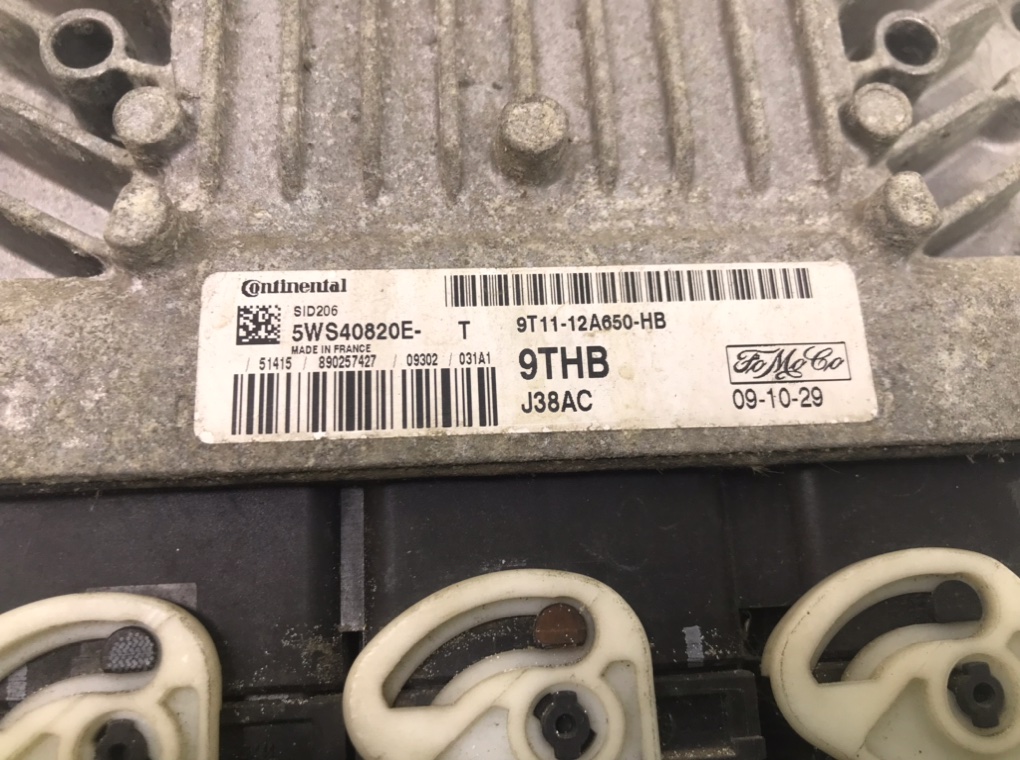 Continental
SID206
5WS40820E- T
MADE IN FRANCE
/ 51415 / 890257427 / 09302 / 031A1
9T11-12A650-HB
9THB
J38AC
FoMoCo
09-10-29